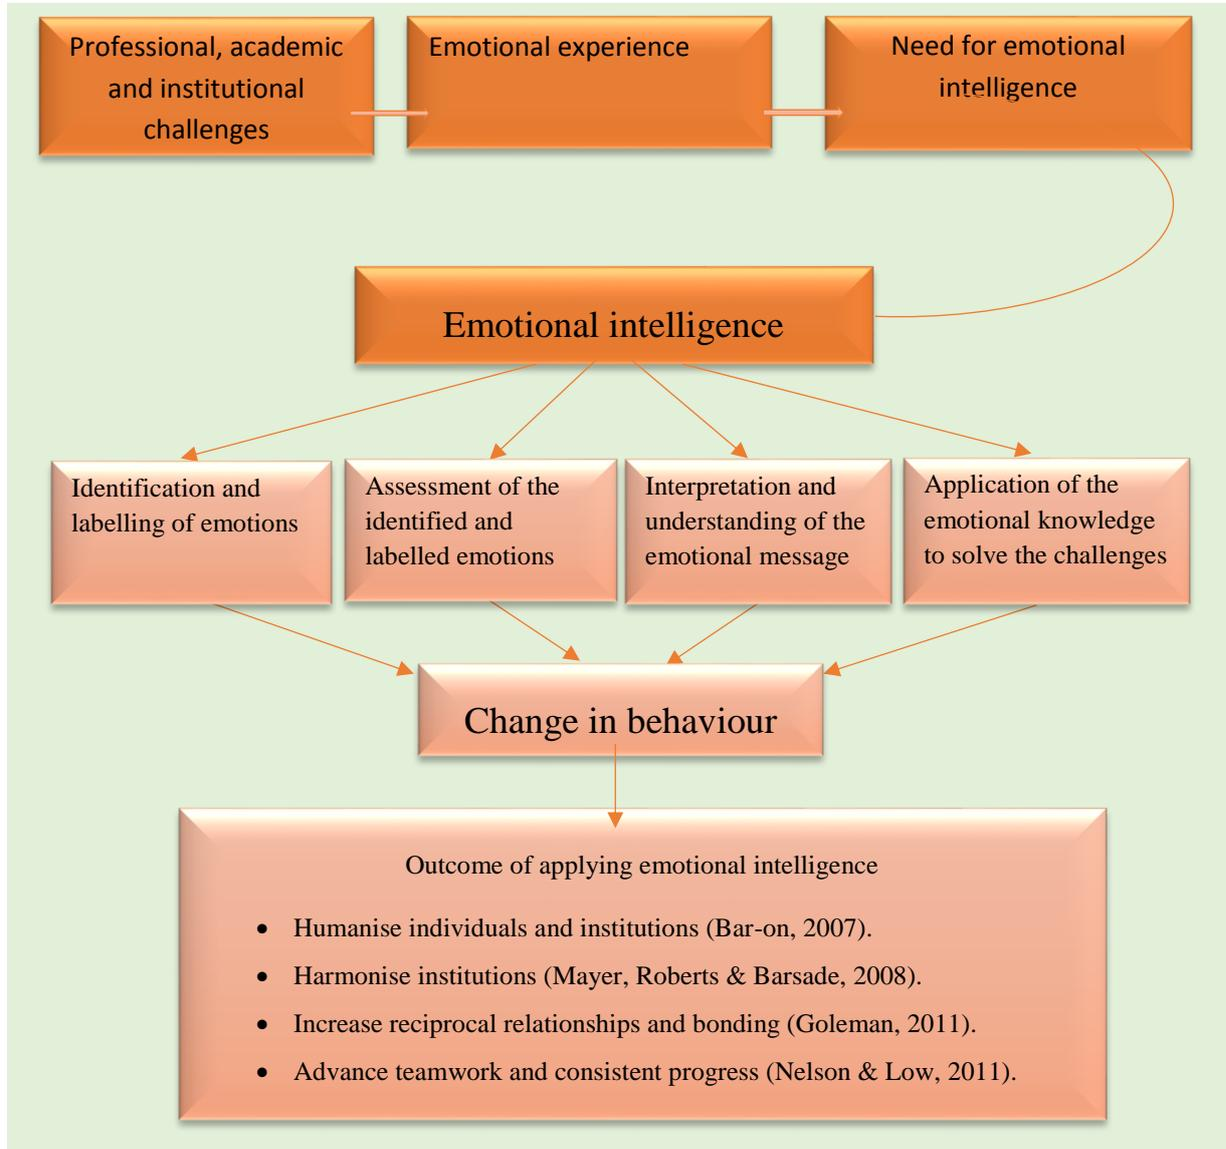 Professional, academic
and institutional
challenges
Emotional experience
Need for emotional
intelligence
Emotional intelligence
Identification and
labelling of emotions
Assessment of the
identified and
labelled emotions
Interpretation and
understanding of the
emotional message
Application of the
emotional knowledge
to solve the challenges
Change in behaviour
Outcome of applying emotional intelligence
• Humanise individuals and institutions (Bar-on, 2007).
• Harmonise institutions (Mayer, Roberts & Barsade, 2008).
• Increase reciprocal relationships and bonding (Goleman, 2011).
• Advance teamwork and consistent progress (Nelson & Low, 2011).